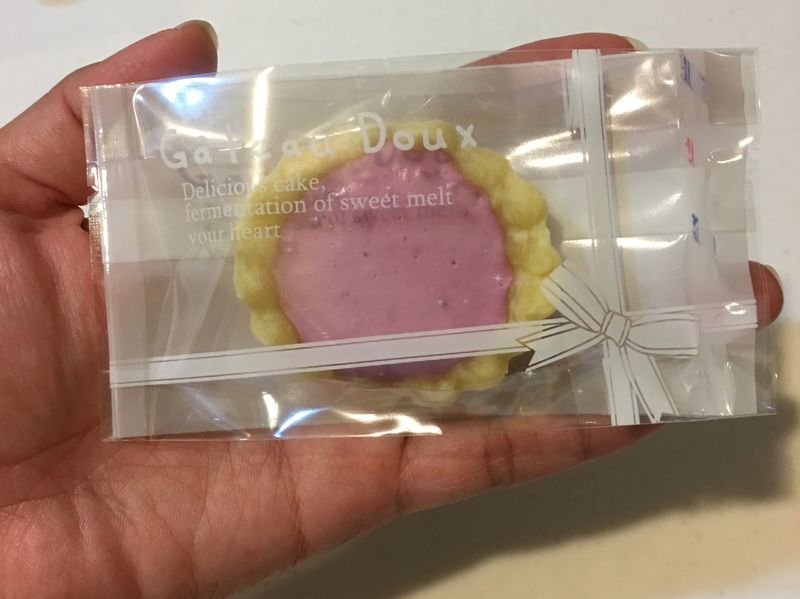 Gateau Doux
Delicious cake,
fermentation of sweet melt
your heart